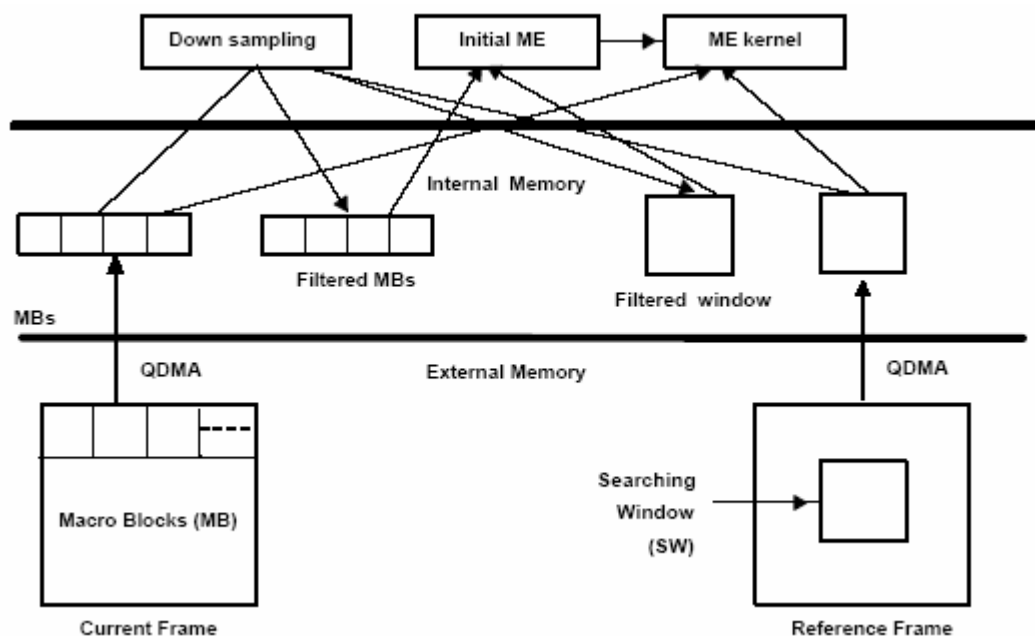 Down sampling
Initial ME
ME kernel
Internal Memory
Filtered MBs
Filtered window
MBs
QDMA
External Memory
QDMA
Macro Blocks (MB)
Searching
Window
(SW)
Current Frame
Reference Frame